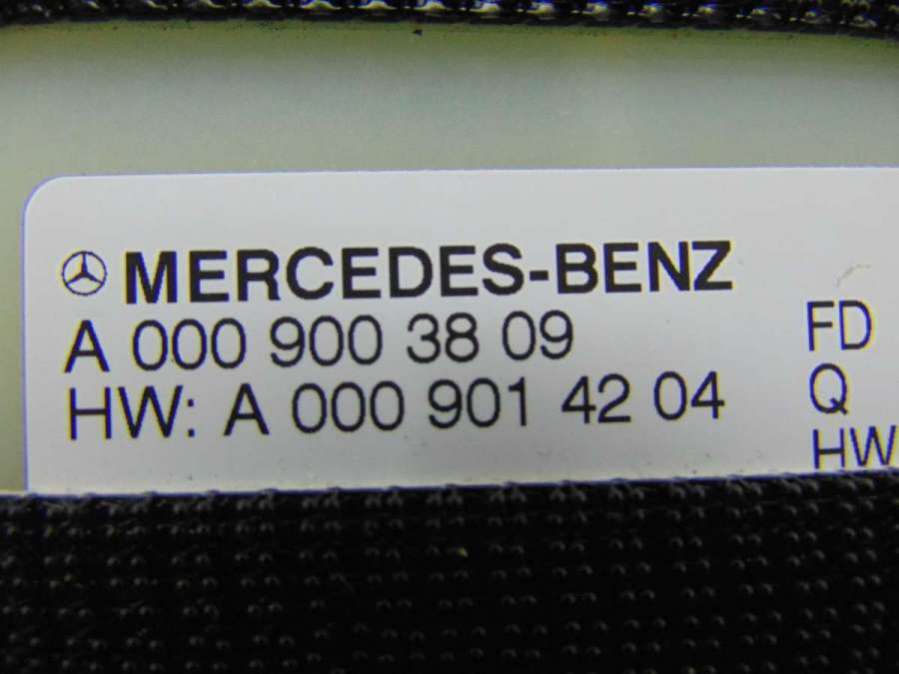 MERCEDES-BENZ
A 000 900 38 09
HW: A 000 901 42 04
FD
Q
HW